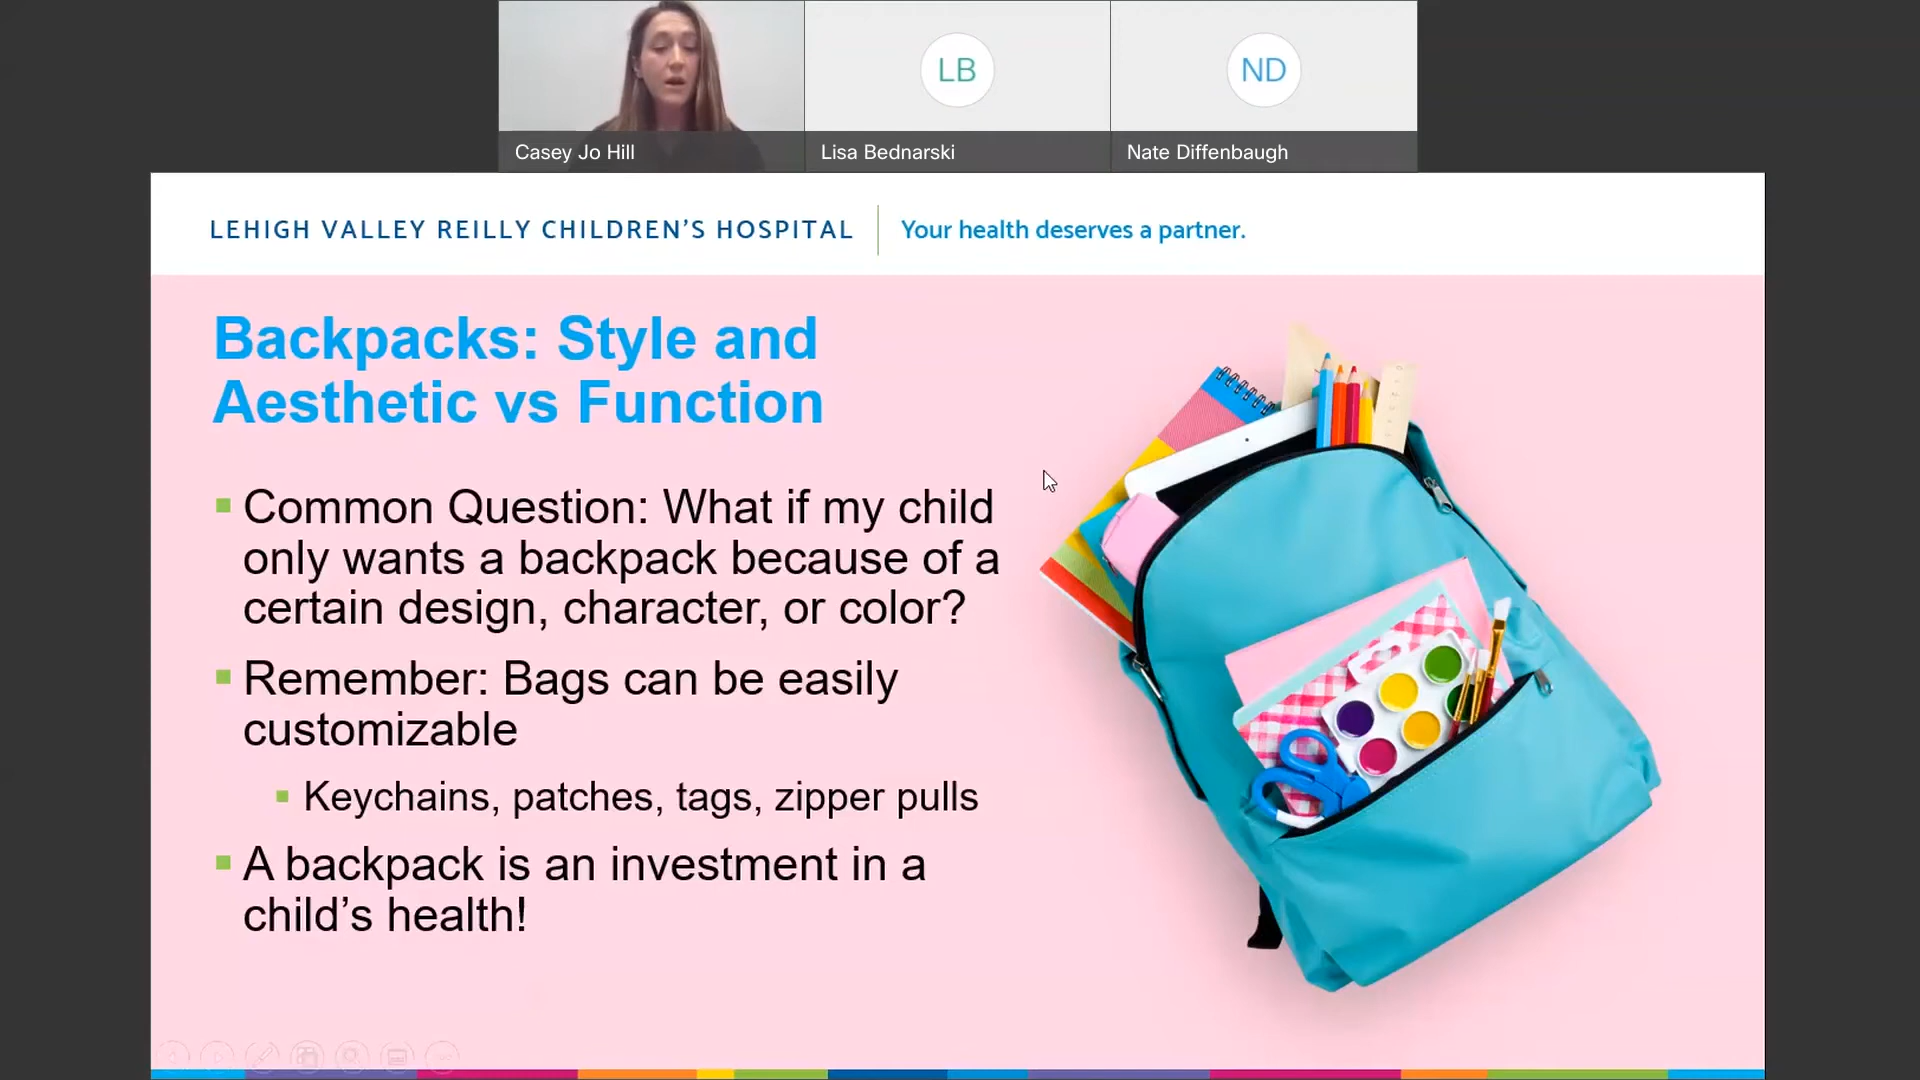 LB
ND
Casey Jo Hill
Lisa Bednarski
Nate Diffenbaugh
LEHIGH VALLEY REILLY CHILDREN'S HOSPITAL
Your health deserves a partner.
Backpacks: Style and
Aesthetic vs Function
Common Question: What if my child
only wants a backpack because of a
certain design, character, or color?
Remember: Bags can be easily
customizable
Keychains, patches, tags, zipper pulls
A backpack is an investment in a
child's health!